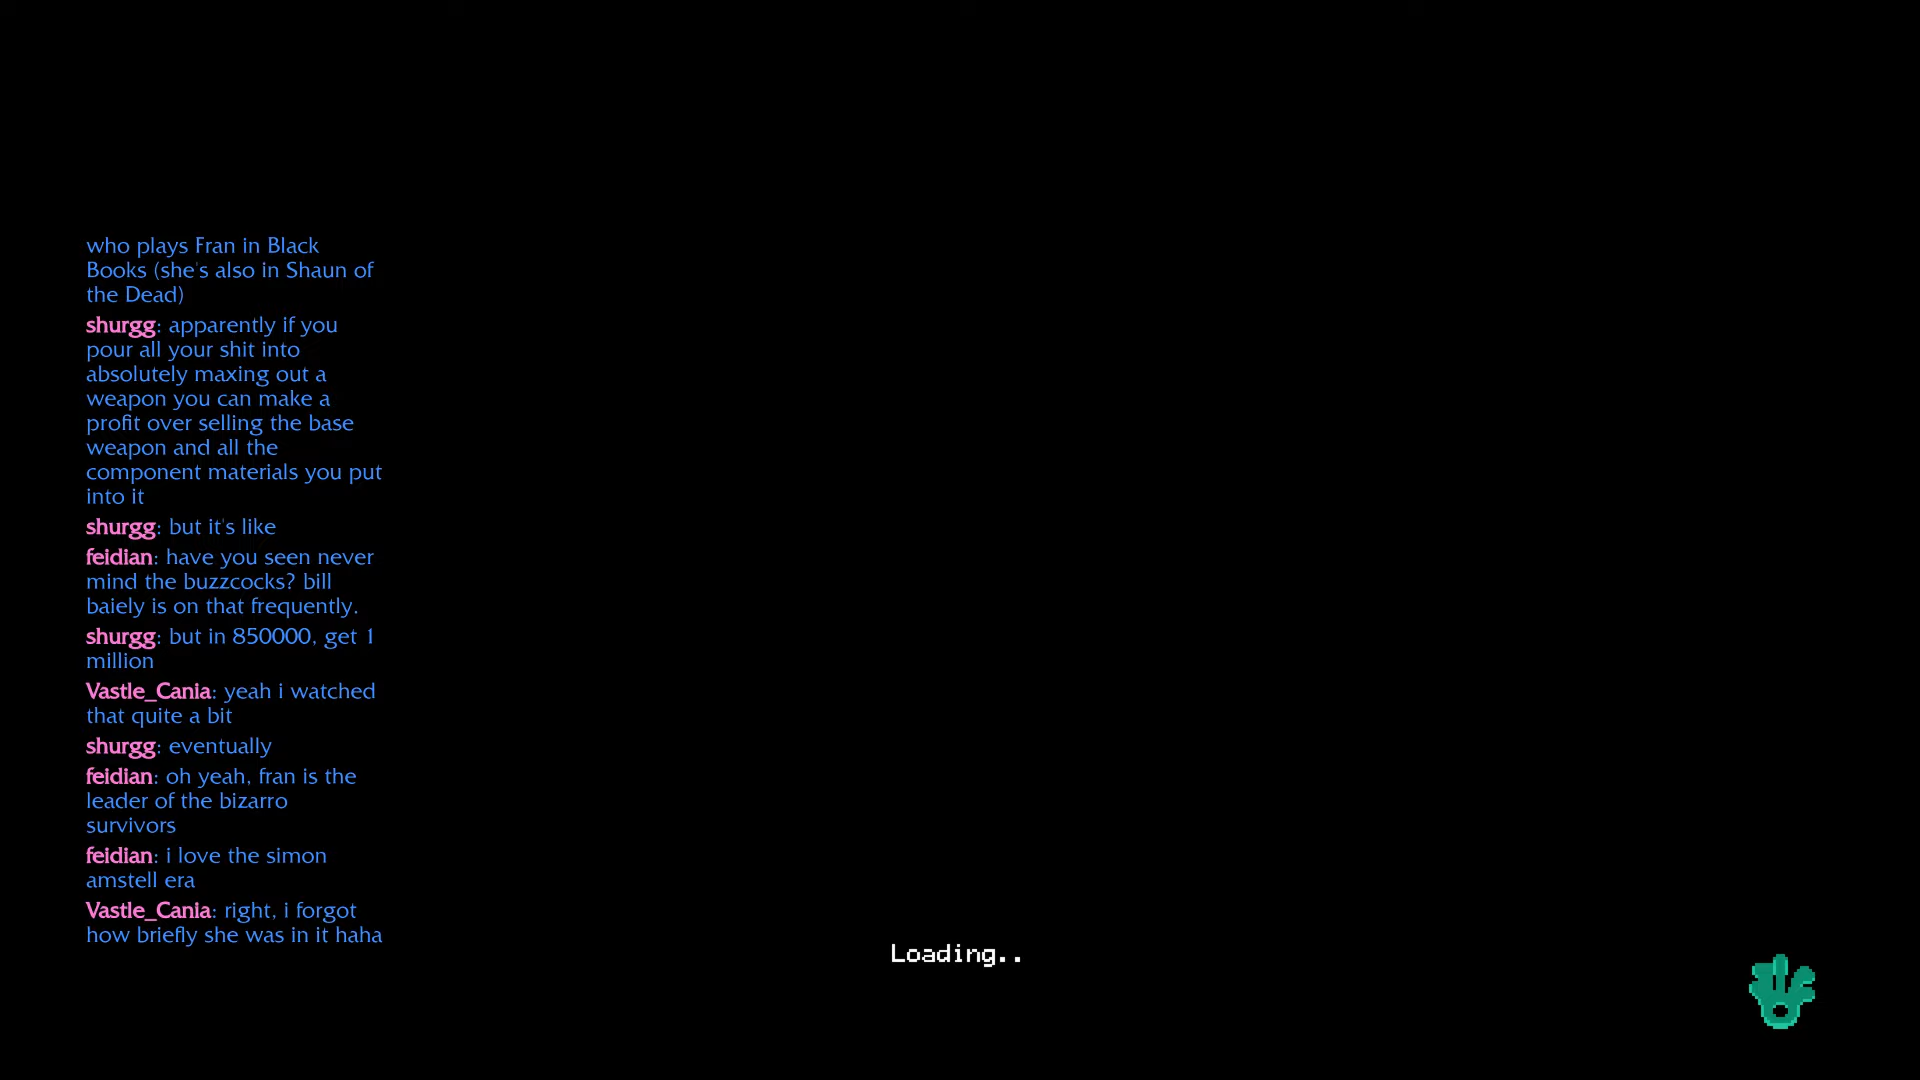 who plays Fran in Black
Books (she's also in Shaun of
the Dead)
shurgg: apparently if you
pour all your shit into
absolutely maxing out a
weapon you can make a
profit over selling the base
weapon and all the
component materials you put
into it
shurgg: but it's like
feidian: have you seen never
mind the buzzcocks? bill
baiely is on that frequently.
shurgg: but in 850000, get 1
million
Vastle_Cania: yeah i watched
that quite a bit
shurgg: eventually
feidian: oh yeah, fran is the
leader of the bizarro
survivors
feidian: i love the simon
amstell era
Vastle_Cania: right, i forgot
how briefly she was in it haha
Loading..